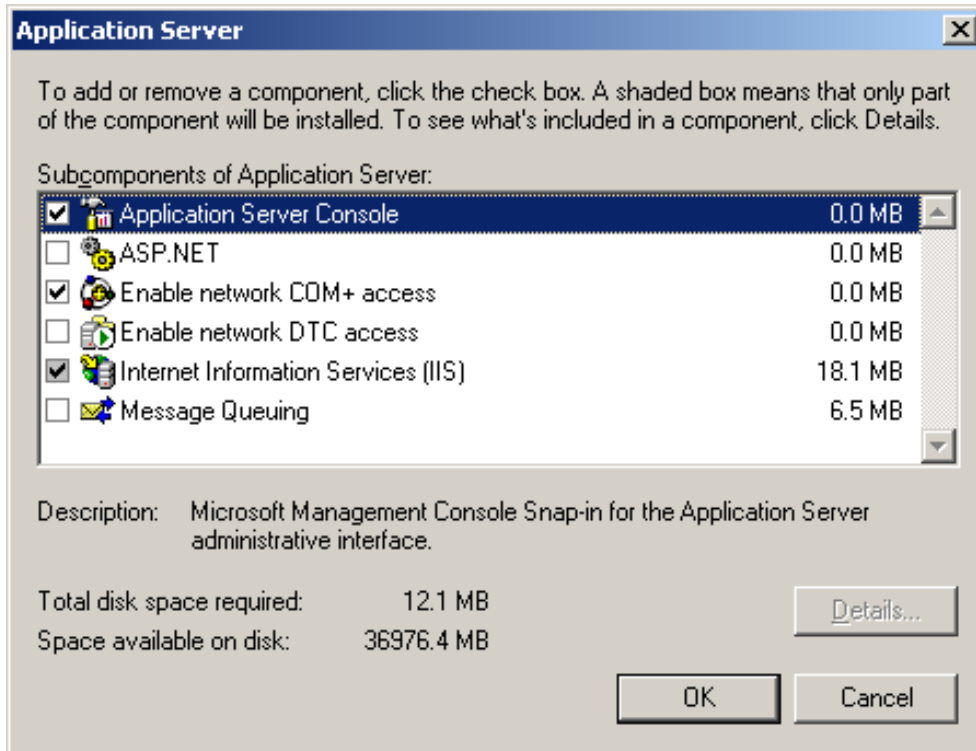 Application Server
To add or remove a component, click the check box. A shaded box means that only part
of the component will be installed. To see what's included in a component, click Details.
Subcomponents of Application Server:
Application Server Console 0.0 MB
ASP.NET 0.0 MB
Enable network COM+ access 0.0 MB
Enable network DTC access 0.0 MB
Internet Information Services (IIS) 18.1 MB
Message Queuing 6.5 MB
Description: Microsoft Management Console Snap-in for the Application Server
administrative interface.
Total disk space required: 12.1 MB
Space available on disk: 36976.4 MB
Details...
OK Cancel